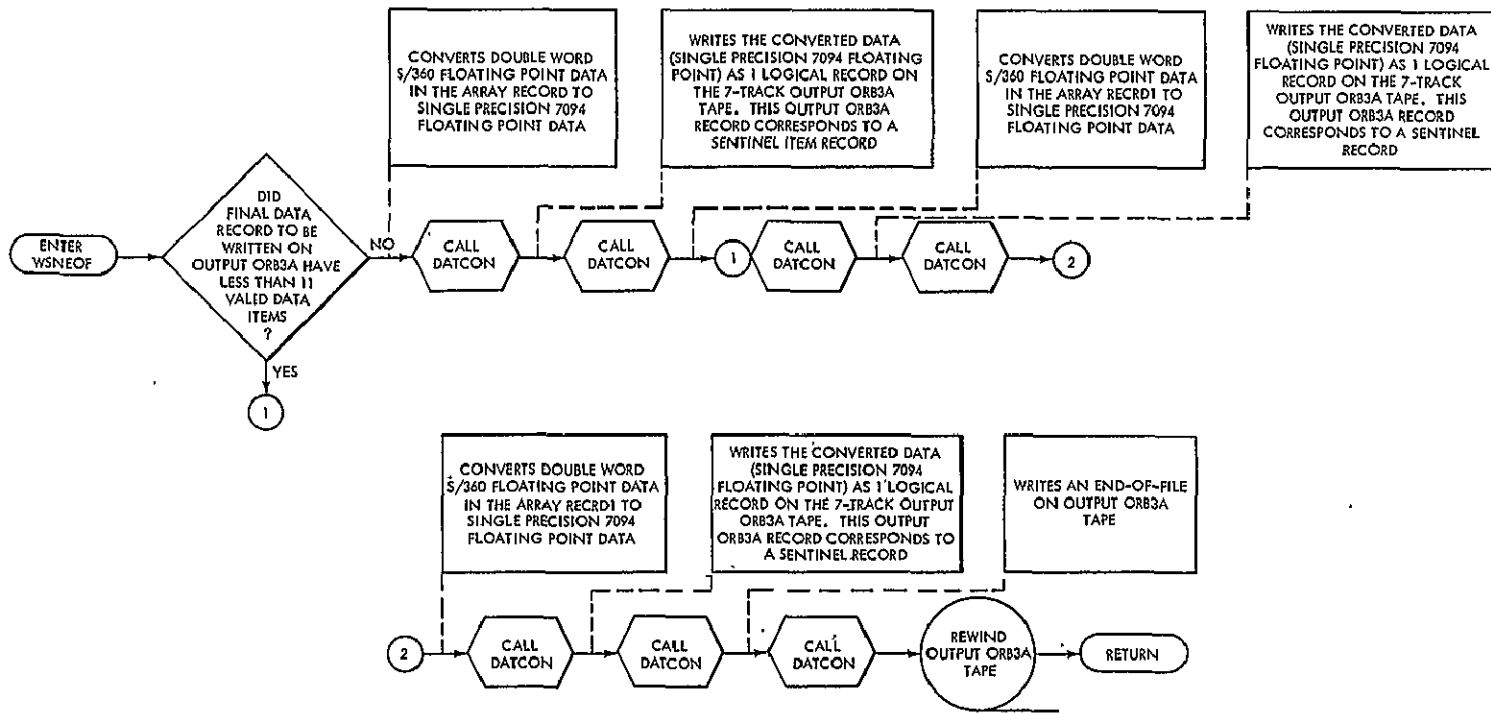 CONVERTS DOUBLE WORD
S/360 FLOATING POINT DATA
IN THE ARRAY RECORD TO
SINGLE PRECISION 7094
FLOATING POINT DATA
WRITES THE CONVERTED DATA
(SINGLE PRECISION 7094
FLOATING POINT) AS 1 LOGICAL
RECORD ON THE
THE 7-TRACK OUTPUT ORB3A
TAPE. THIS OUTPUT ORB3A
RECORD CORRESPONDS TO A
SENTINEL ITEM RECORD
CONVERTS DOUBLE WORD
S/360 FLOATING POINT DATA
IN THE ARRAY RECRD1 TO
SINGLE PRECISION 7094
FLOATING POINT DATA
WRITES THE CONVERTED DATA
(SINGLE PRECISION 7094
FLOATING POINT) AS 1 LOGICAL
RECORD ON THE 7-TRACK
OUTPUT ORB3A TAPE. THIS
OUTPUT ORB3A RECORD
CORRESPONDS TO A SENTINEL
RECORD
ENTER
WSNEOF
DID
FINAL DATA
RECORD TO BE
WRITTEN ON
OUTPUT ORB3A HAVE
LESS THAN 11
VALID DATA
ITEMS
?
NO
CALL
DATCON
CALL
DATCON
1
CALL
DATCON
CALL
DATCON
2
YES
1
CONVERTS DOUBLE WORD
S/360 FLOATING POINT DATA
IN THE ARRAY RECRD1 TO
SINGLE PRECISION 7094
FLOATING POINT DATA
WRITES THE CONVERTED DATA
(SINGLE PRECISION 7094
FLOATING POINT) AS 1 LOGICAL
RECORD ON THE 7-TRACK OUTPUT
ORB3A TAPE. THIS OUTPUT
ORB3A RECORD CORRESPONDS TO
A SENTINEL RECORD
WRITES AN END-OF-FILE
ON OUTPUT ORB3A
TAPE
2
CALL
DATCON
CALL
DATCON
CALL
DATCON
REWIND
OUTPUT ORB3A
TAPE
RETURN